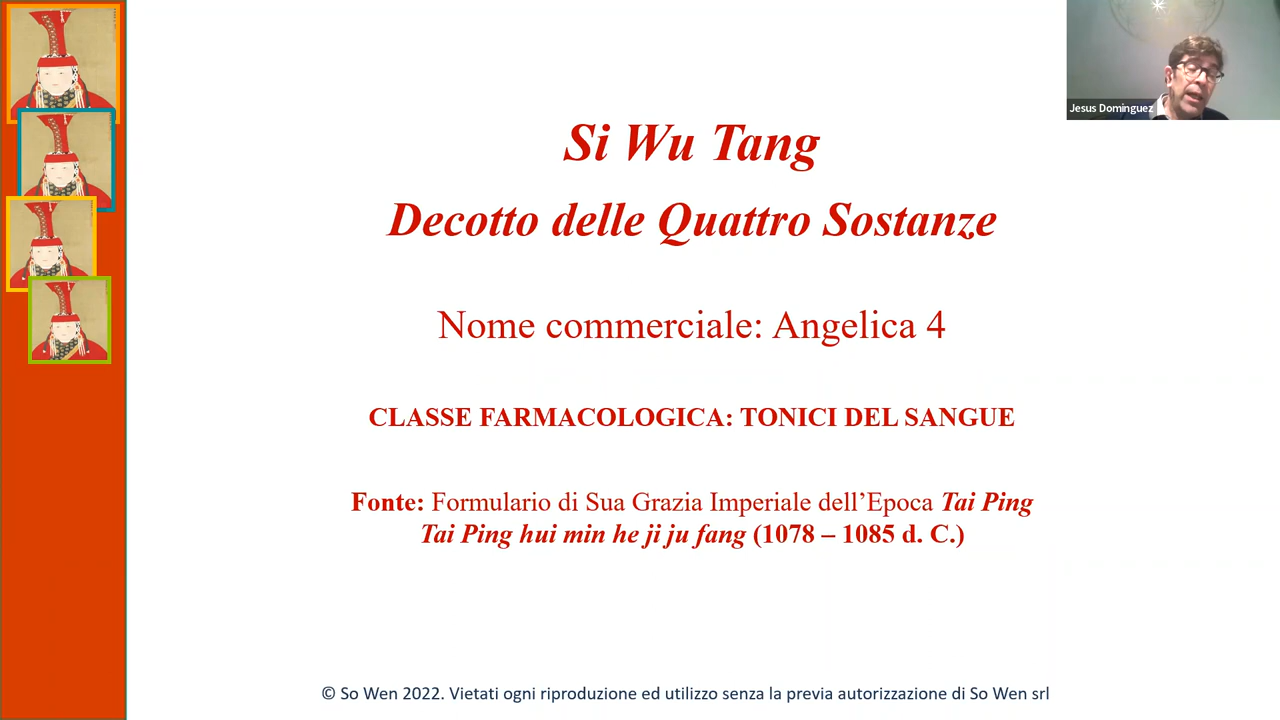 Jesus Dominguez
Si Wu Tang
Decotto delle Quattro Sostanze
Nome commerciale: Angelica 4
CLASSE FARMACOLOGICA: TONICI DEL SANGUE
Fonte: Formulario di Sua Grazia Imperiale dell’Epoca Tai Ping
Tai Ping hui min he ji ju fang (1078 – 1085 d. C.)
© So Wen 2022. Vietati ogni riproduzione ed utilizzo senza la previa autorizzazione di So Wen srl